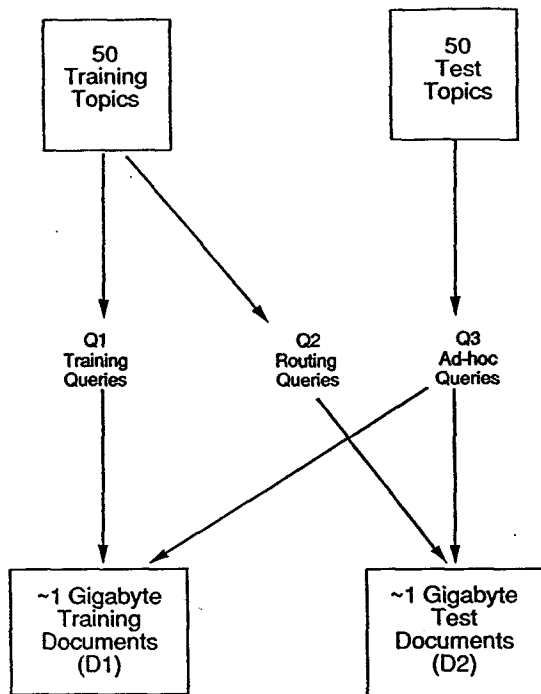 50
Training
Topics
50
Test
Topics
Q1
Training
Queries
Q2
Routing
Queries
Q3
Ad-hoc
Queries
~1 Gigabyte
Training
Documents
(D1)
~1 Gigabyte
Test
Documents
(D2)